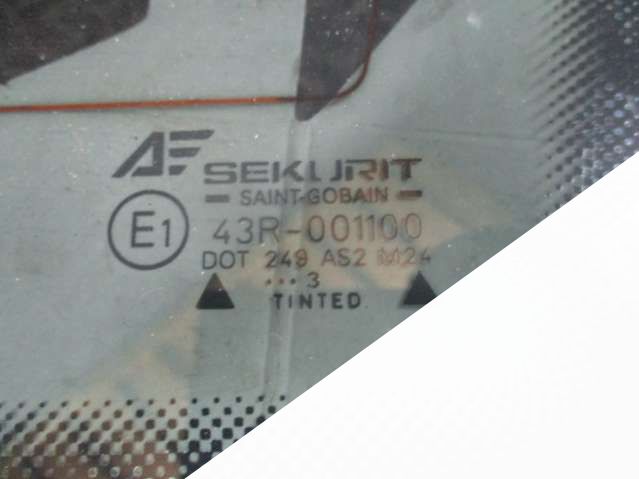 AF SEKURIT
SAINT-GOBAIN
E1 43R-001100
DOT 249 AS2 M24
... 3
TINTED